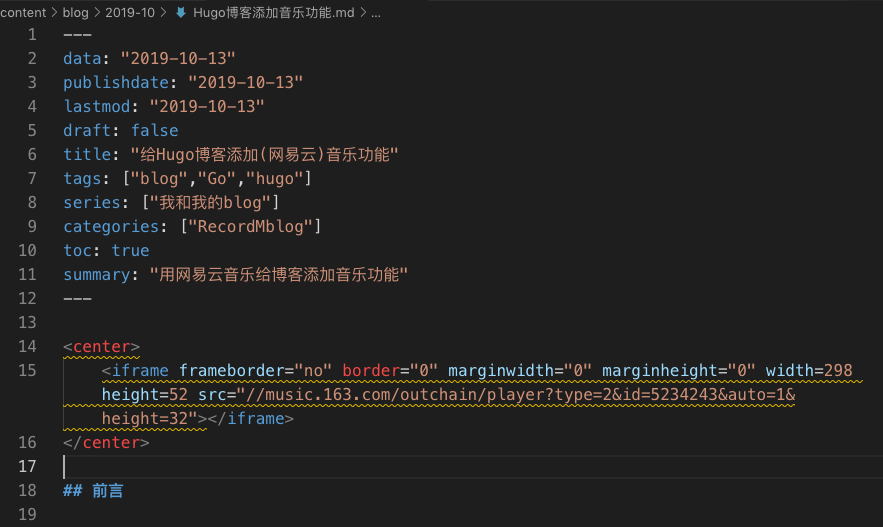 content > blog > 2019-10 > Hugo博客添加音乐功能.md > ...
1 ---
2 data: "2019-10-13"
3 publishdate: "2019-10-13"
4 lastmod: "2019-10-13"
5 draft: false
6 title: "给Hugo博客添加(网易云)音乐功能"
7 tags: ["blog","Go","hugo"]
8 series: ["我和我的blog"]
9 categories: ["RecordMblog"]
10 toc: true
11 summary: "用网易云音乐给博客添加音乐功能"
12 ---
13
14 <center>
15 <iframe frameborder="no" border="0" marginwidth="0" marginheight="0" width=298
height=52 src="//music.163.com/outchain/player?type=2&id=5234243&auto=1&
height=32"></iframe>
16 </center>
17
18 ## 前言
19